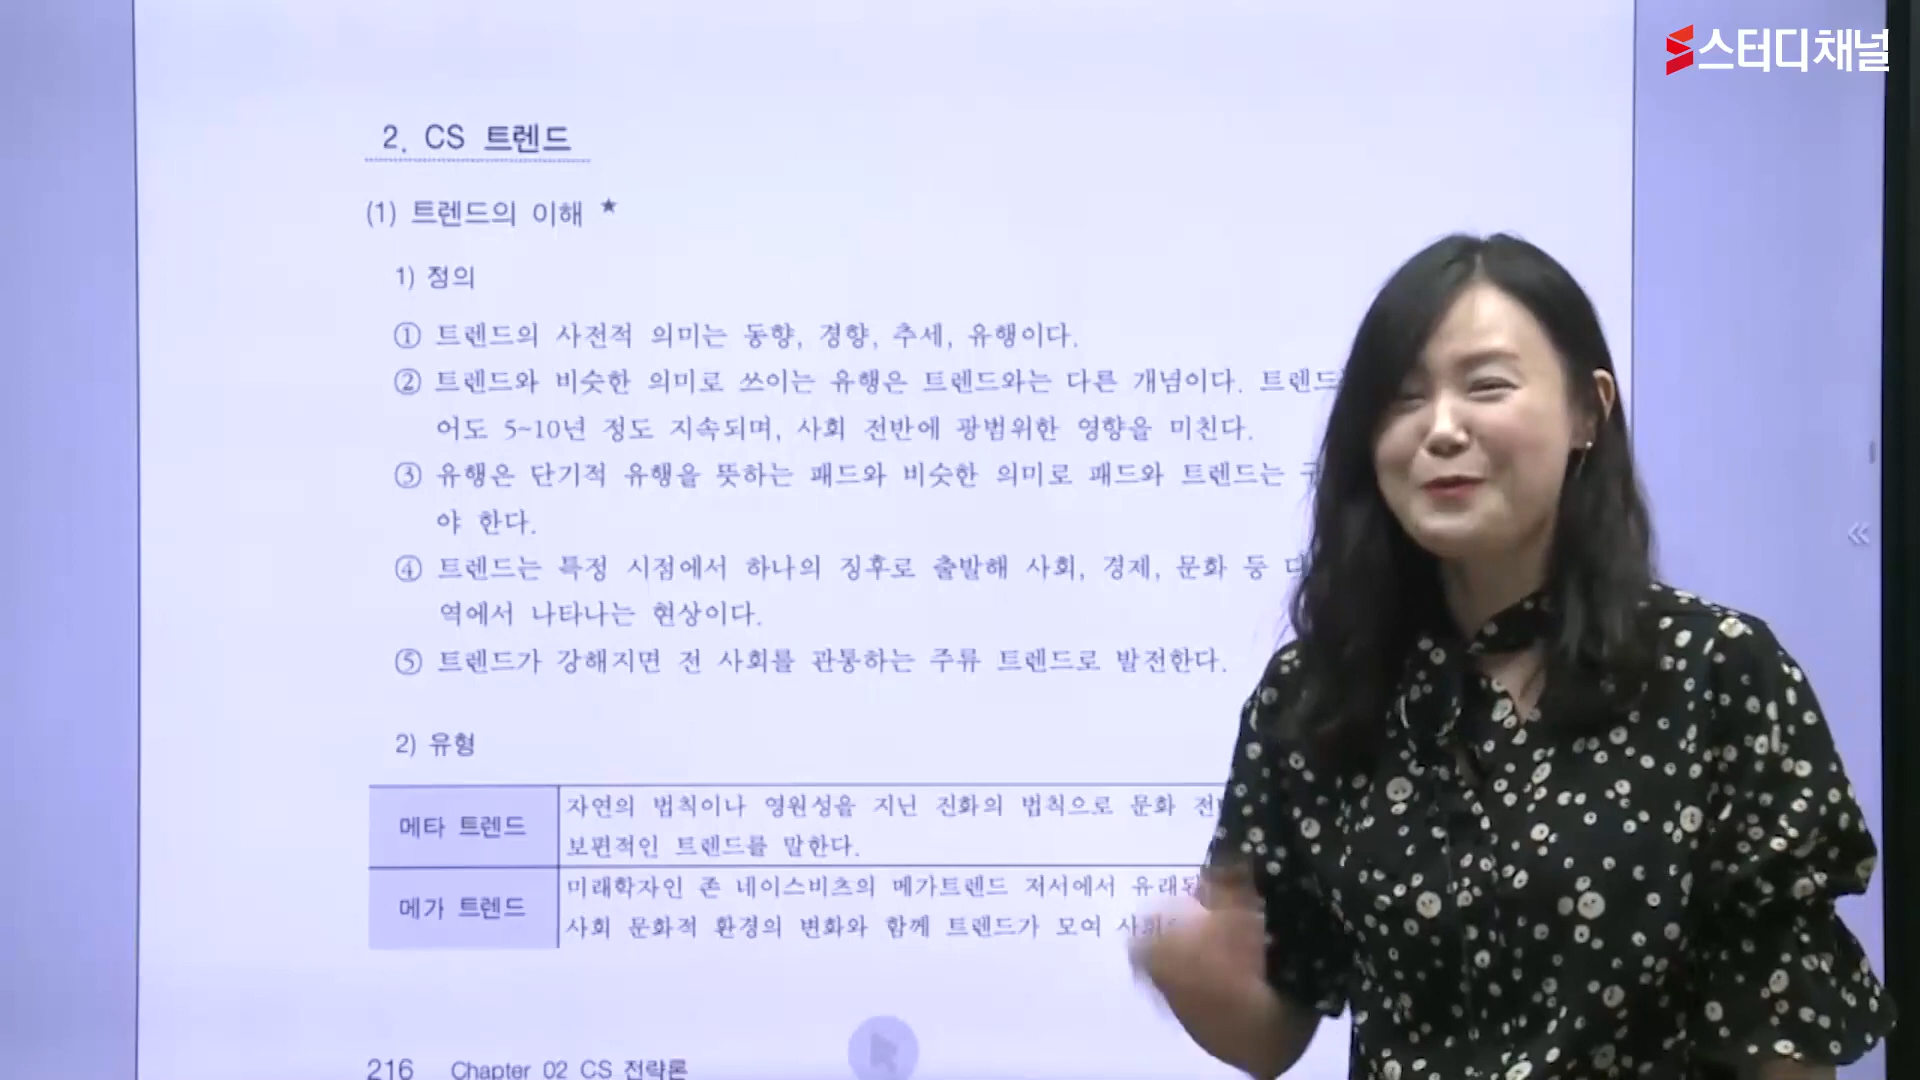 스터디채널
2. CS 트렌드
(1) 트렌드의 이해 ★
1) 정의
① 트렌드의 사전적 의미는 동향, 경향, 추세, 유행이다.
② 트렌드와 비슷한 의미로 쓰이는 유행은 트렌드와는 다른 개념이다. 트렌드
어도 5~10년 정도 지속되며, 사회 전반에 광범위한 영향을 미친다.
③ 유행은 단기적 유행을 뜻하는 패드와 비슷한 의미로 패드와 트렌드는
야 한다.
④ 트렌드는 특정 시점에서 하나의 징후로 출발해 사회, 경제, 문화 등
역에서 나타나는 현상이다.
⑤ 트렌드가 강해지면 전 사회를 관통하는 주류 트렌드로 발전한다.
2) 유형
메타 트렌드
자연의 법칙이나 영원성을 지닌 진화의 법칙으로 문화
보편적인 트렌드를 말한다.
메가 트렌드
미래학자인 존 네이스비츠의 메가트렌드 저서에서
사회 문화적 환경의 변화와 함께 트렌드가 모여
216 Chapter 02 CS 전략론